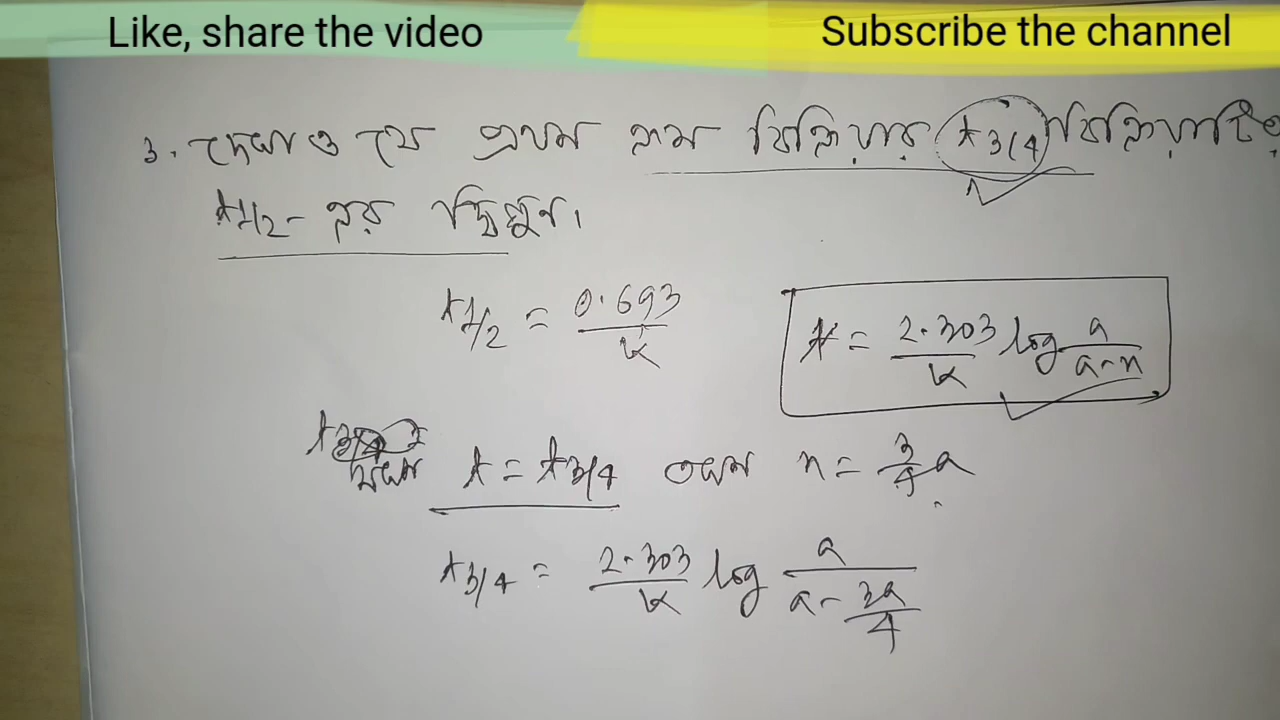 Like, share the video
Subscribe the channel
3. দেখাও যে প্রথম ক্রম বিক্রিয়ার t3/4 বিক্রিয়াটির
t1/2 - এর দ্বিগুণ।
t1/2 = 0.693/k
t = 2.303/k log a/a-x
যখন t = t3/4 তখন x = 3/4 a
t3/4 = 2.303/k log a/a - 3a/4